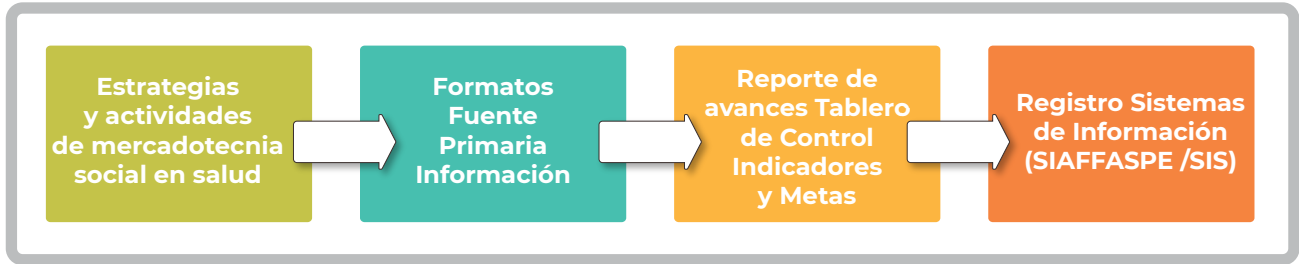 Estrategias
y actividades
de mercadotecnia
social en salud
Formatos
Fuente
Primaria
Información
Reporte de
avances Tablero
de Control
Indicadores
y Metas
Registro Sistemas
de Información
(SIAFFASPE /SIS)